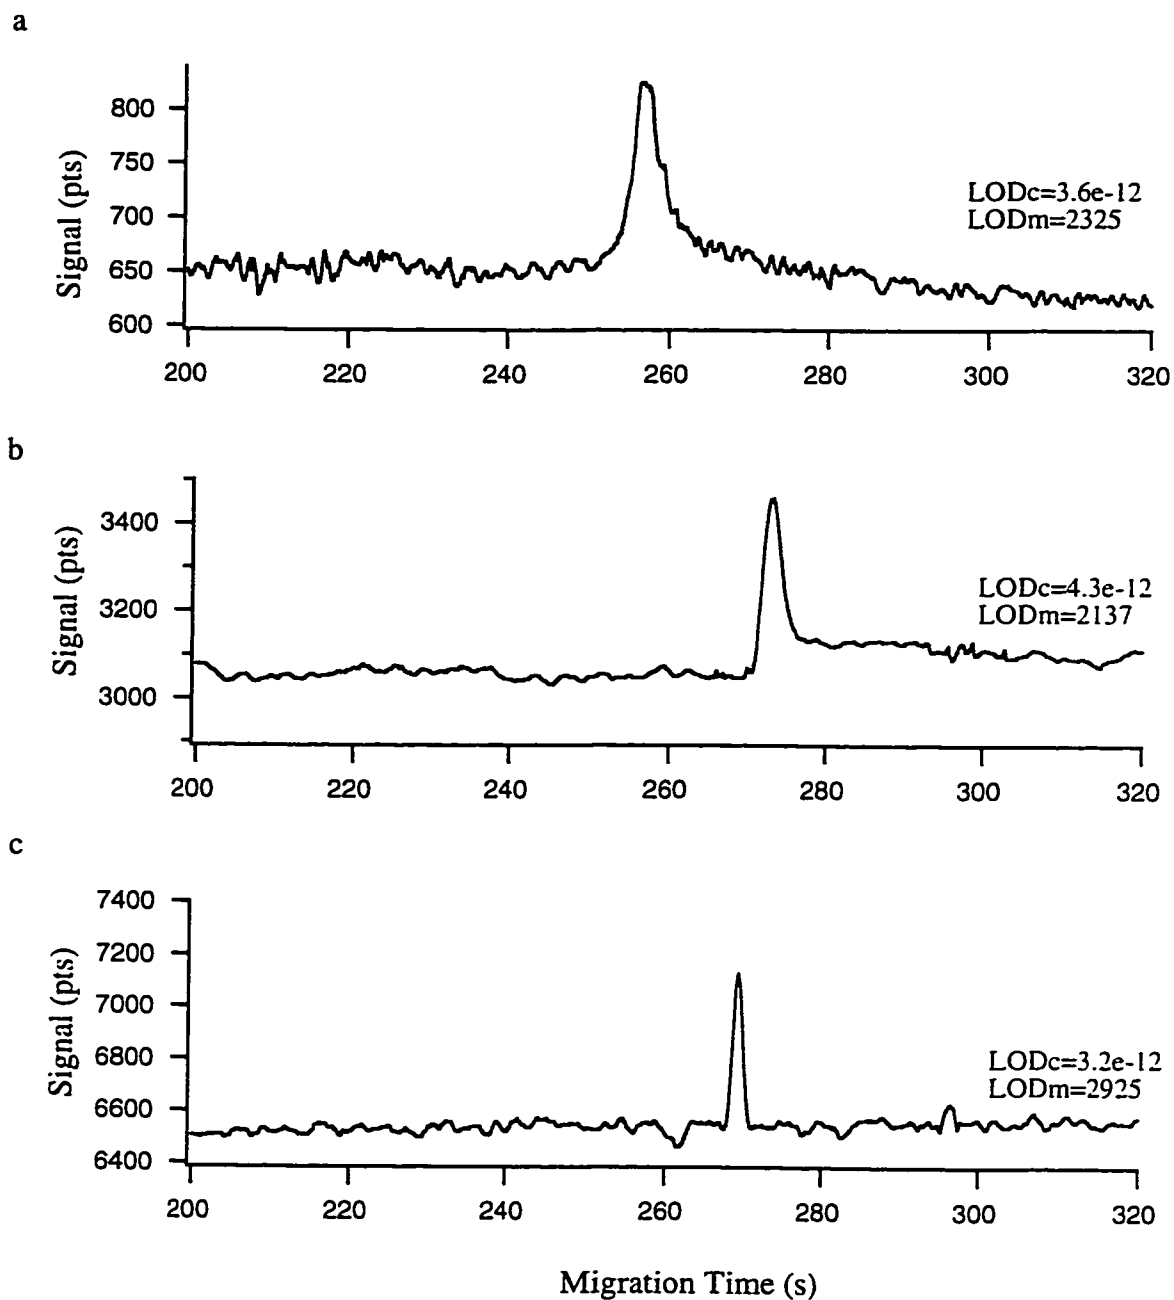 a
Signal (pts)
800
750
700
650
600
LODc=3.6e-12
LODm=2325
200 220 240 260 280 300 320
b
Signal (pts)
3400
3200
3000
LODc=4.3e-12
LODm=2137
200 220 240 260 280 300 320
c
Signal (pts)
7400
7200
7000
6800
6600
6400
LODc=3.2e-12
LODm=2925
200 220 240 260 280 300 320
Migration Time (s)